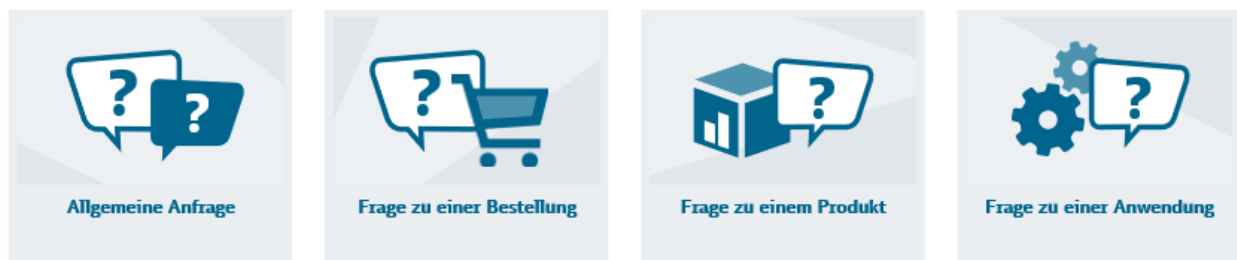 ?
?
?
?
?
Allgemeine Anfrage
Frage zu einer Bestellung
Frage zu einem Produkt
Frage zu einer Anwendung